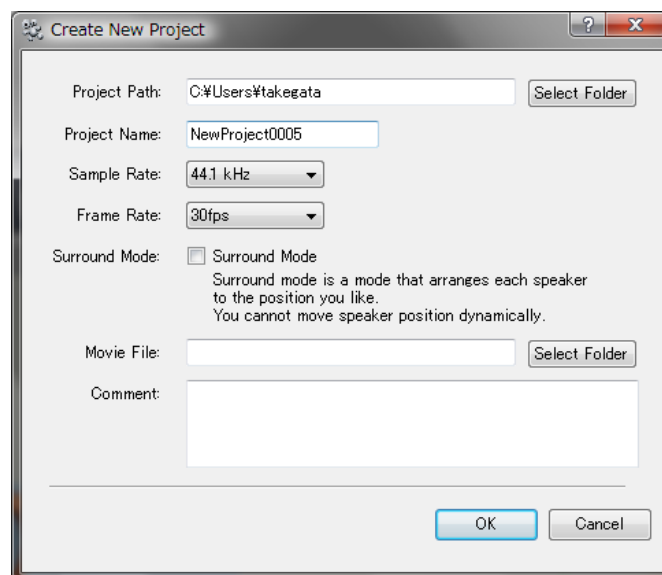 Create New Project
Project Path: C:¥Users¥takegata Select Folder
Project Name: NewProject0005
Sample Rate: 44.1 kHz
Frame Rate: 30fps
Surround Mode: Surround Mode
Surround mode is a mode that arranges each speaker
to the position you like.
You cannot move speaker position dynamically.
Movie File: Select Folder
Comment:
OK Cancel